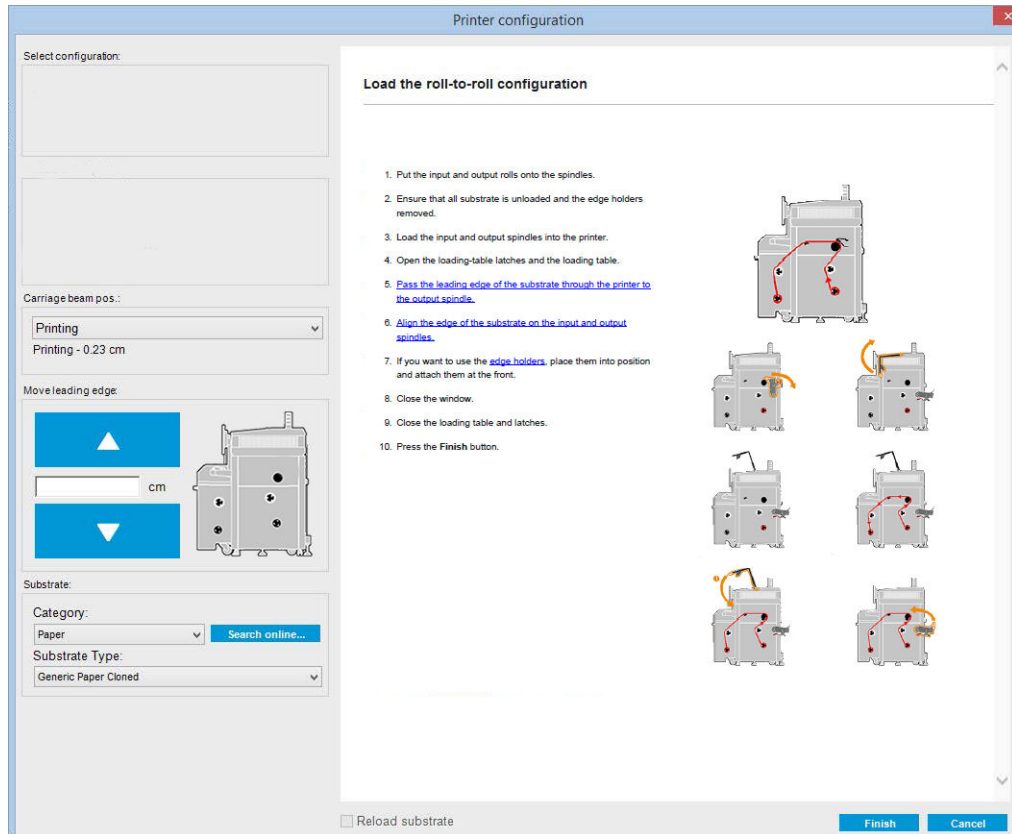 Printer configuration
Select configuration:
Carriage beam pos.:
Printing
Printing - 0.23 cm
Move leading edge:
cm
Substrate:
Category:
Paper
Search online...
Substrate Type:
Generic Paper Cloned
Load the roll-to-roll configuration
1. Put the input and output rolls onto the spindles.
2. Ensure that all substrate is unloaded and the edge holders
removed.
3. Load the input and output spindles into the printer.
4. Open the loading-table latches and the loading table.
5. Pass the leading edge of the substrate through the printer to
the output spindle.
6. Align the edge of the substrate on the input and output
spindles.
7. If you want to use the edge holders, place them into position
and attach them at the front.
8. Close the window.
9. Close the loading table and latches.
10. Press the Finish button.
Reload substrate
Finish
Cancel